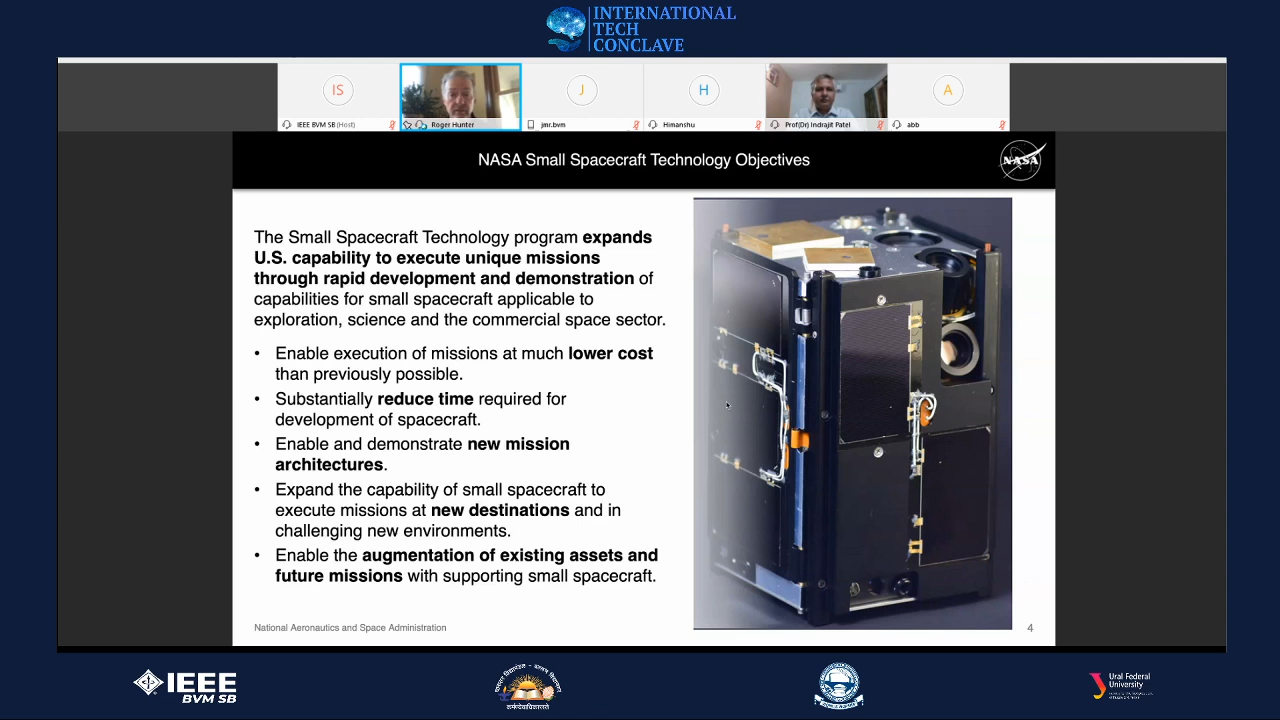 INTERNATIONAL
TECH
CONCLAVE
IS
J
H
A
IEEE BVM SB (Host)
Roger Hunter
jmr.bvm
Himanshu
Prof(Dr) Indrajit Patel
abb
NASA Small Spacecraft Technology Objectives
NASA
The Small Spacecraft Technology program expands
U.S. capability to execute unique missions
through rapid development and demonstration of
capabilities for small spacecraft applicable to
exploration, science and the commercial space sector.
• Enable execution of missions at much lower cost
than previously possible.
• Substantially reduce time required for
development of spacecraft.
• Enable and demonstrate new mission
architectures.
• Expand the capability of small spacecraft to
execute missions at new destinations and in
challenging new environments.
• Enable the augmentation of existing assets and
future missions with supporting small spacecraft.
National Aeronautics and Space Administration
4
IEEE
BVM SB
कर्मप्येवाधिकारस्ते
Ural Federal
University